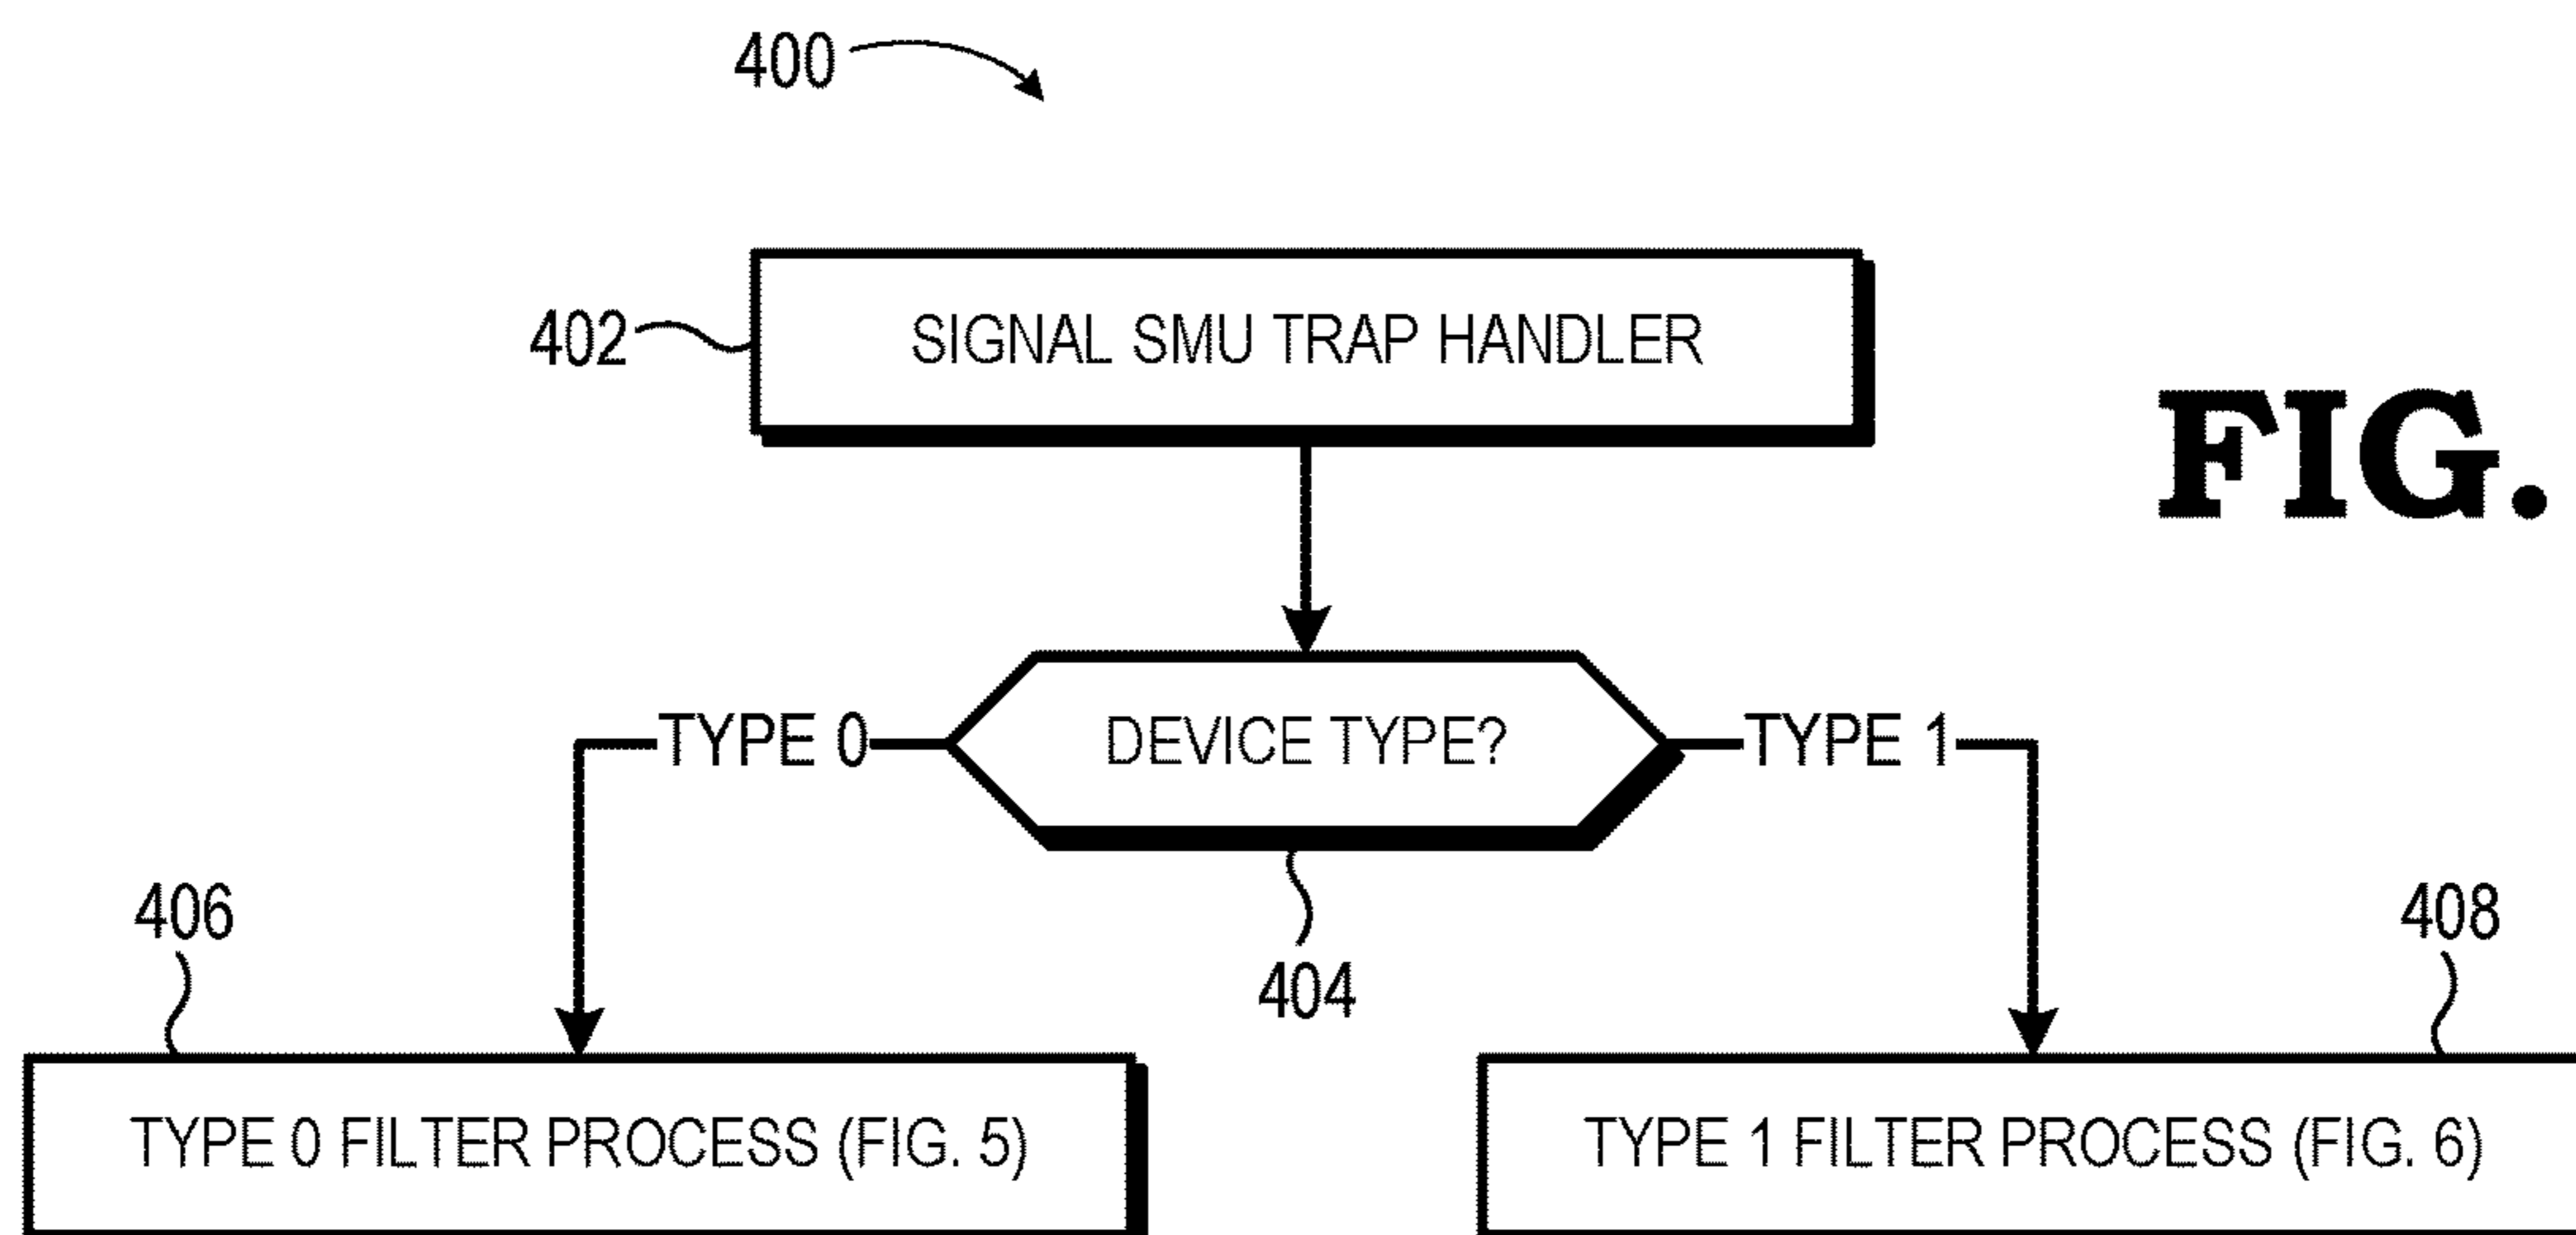 400
402
SIGNAL SMU TRAP HANDLER
FIG.
TYPE 0
DEVICE TYPE?
TYPE 1
406
404
408
TYPE 0 FILTER PROCESS (FIG. 5)
TYPE 1 FILTER PROCESS (FIG. 6)